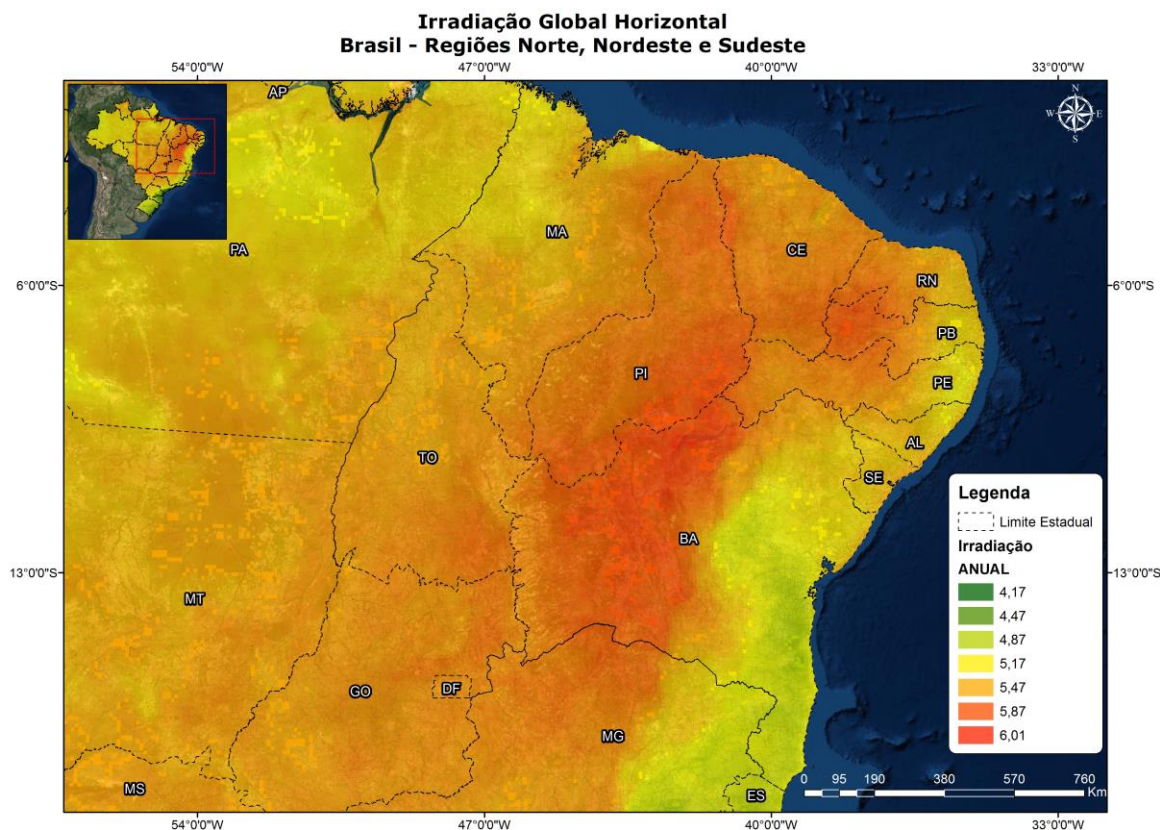 Irradiação Global Horizontal
Brasil - Regiões Norte, Nordeste e Sudeste
54°0'0"W 47°0'0"W 40°0'0"W 33°0'0"W
AP
N
W E
S
PA
MA
CE
6°0'0"S
RN
6°0'0"S
PB
PI
PE
TO
AL
SE
BA
13°0'0"S
13°0'0"S
MT
GO
DF
MG
MS
ES
Legenda
Limite Estadual
Irradiação
ANUAL
4,17
4,47
4,87
5,17
5,47
5,87
6,01
0 95 190 380 570 760
Km
54°0'0"W 47°0'0"W 40°0'0"W 33°0'0"W